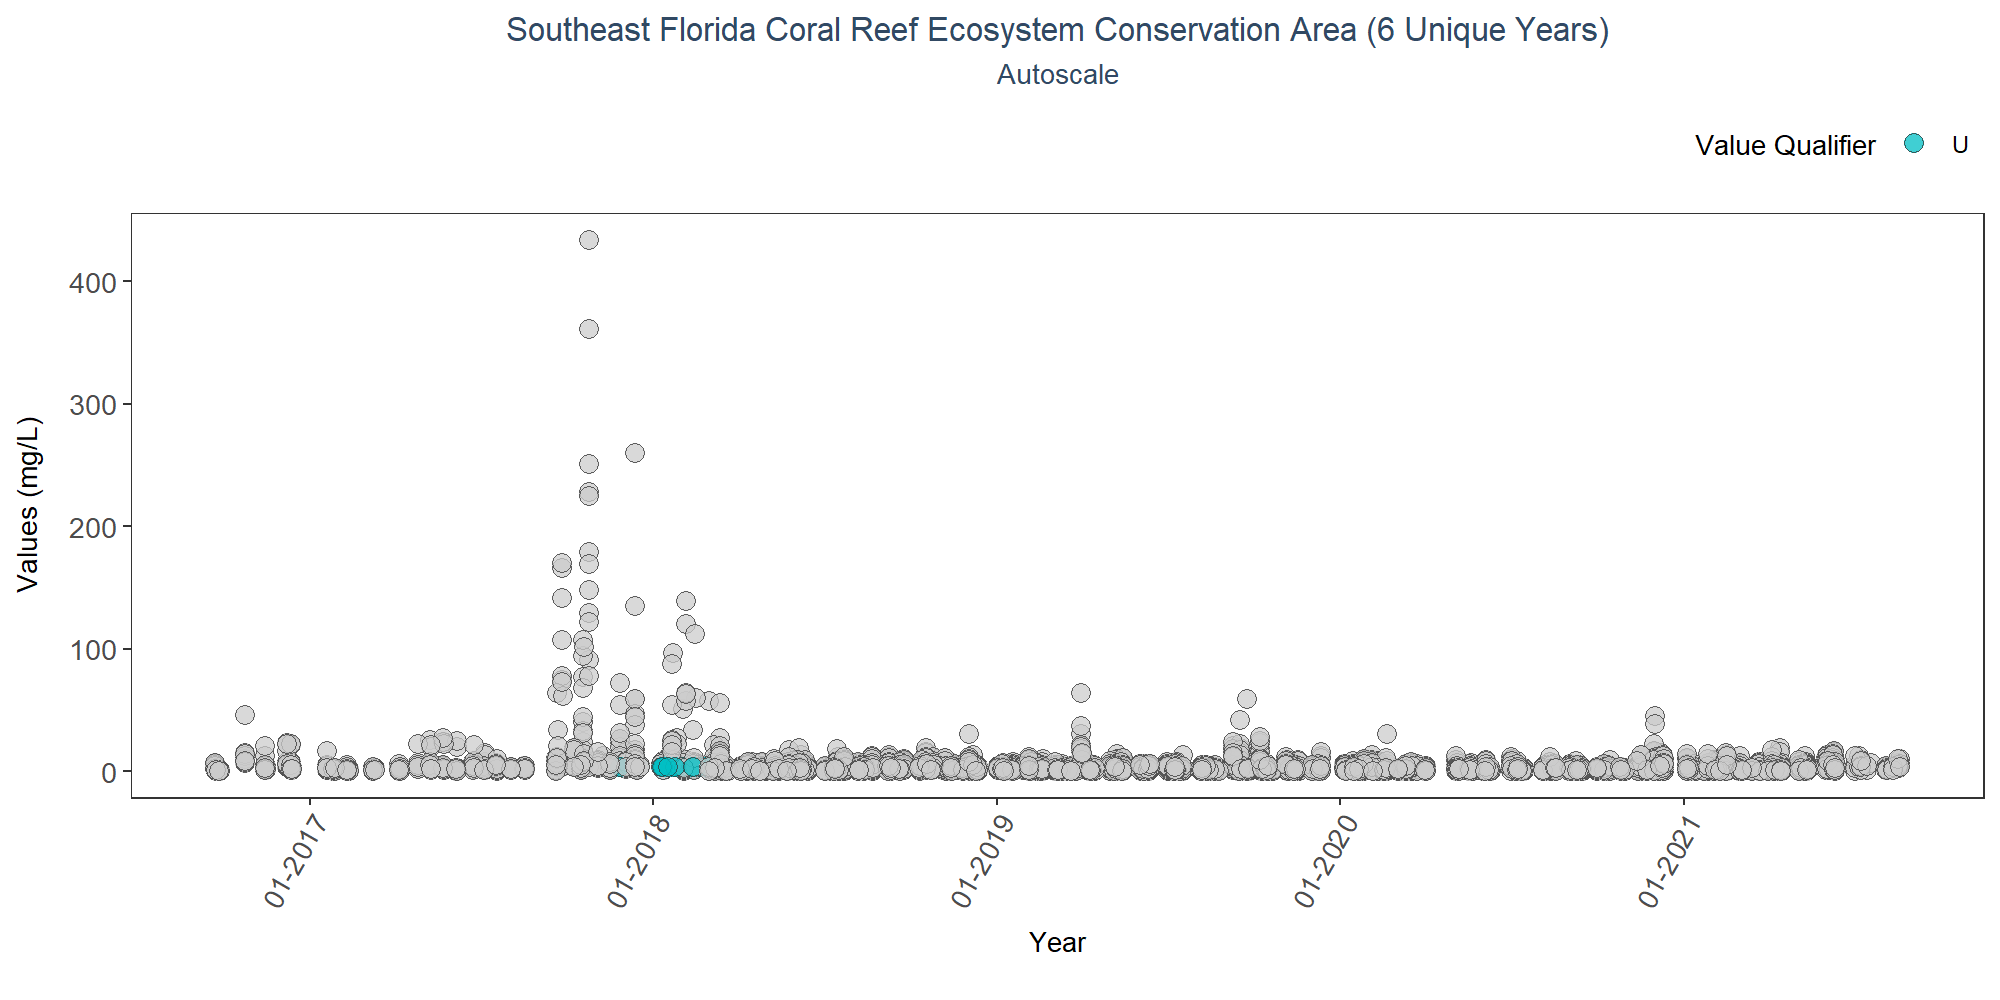 Southeast Florida Coral Reef Ecosystem Conservation Area (6 Unique Years)
Autoscale
Value Qualifier U
400
300
200
100
0
Values (mg/L)
01-2017
01-2018
01-2019
01-2020
01-2021
Year